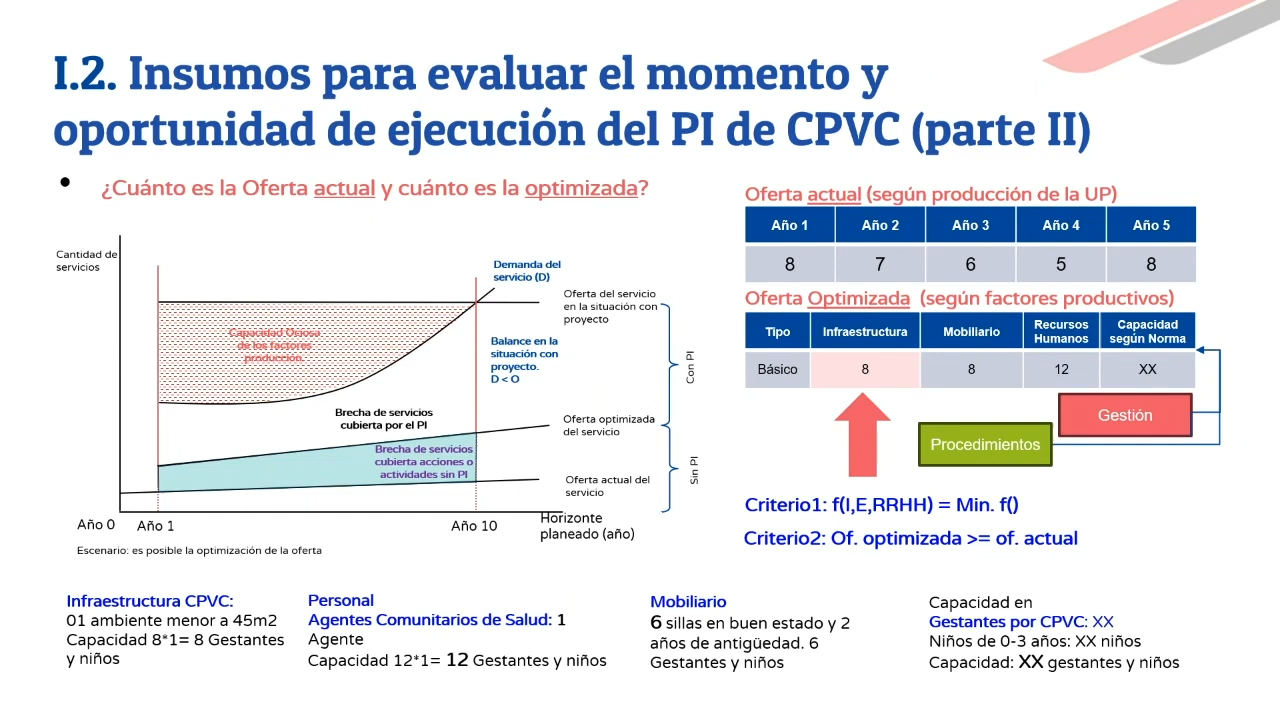 I.2. Insumos para evaluar el momento y
oportunidad de ejecución del PI de CPVC (parte II)
• ¿Cuánto es la Oferta actual y cuánto es la optimizada?
Cantidad de
servicios
Capacidad Ociosa
de los factores
producción.
Demanda del
servicio (D)
Oferta del servicio
en la situación con
proyecto
Balance en la
situación con
proyecto.
D < O
Con PI
Brecha de servicios
cubierta por el PI
Oferta optimizada
del servicio
Brecha de servicios
cubierta acciones o
actividades sin PI
Sin PI
Oferta actual del
servicio
Año 0
Año 1
Año 10
Horizonte
planeado (año)
Escenario: es posible la optimización de la oferta
Oferta actual (según producción de la UP)
Año 1 Año 2 Año 3 Año 4 Año 5
8 7 6 5 8
Oferta Optimizada (según factores productivos)
Tipo Infraestructura Mobiliario Recursos Humanos Capacidad según Norma
Básico 8 8 12 XX
Gestión
Procedimientos
Criterio1: f(I,E,RRHH) = Min. f()
Criterio2: Of. optimizada >= of. actual
Infraestructura CPVC:
01 ambiente menor a 45m2
Capacidad 8*1= 8 Gestantes
y niños
Personal
Agentes Comunitarios de Salud: 1
Agente
Capacidad 12*1= 12 Gestantes y niños
Mobiliario
6 sillas en buen estado y 2
años de antigüedad. 6
Gestantes y niños
Capacidad en
Gestantes por CPVC: XX
Niños de 0-3 años: XX niños
Capacidad: XX gestantes y niños